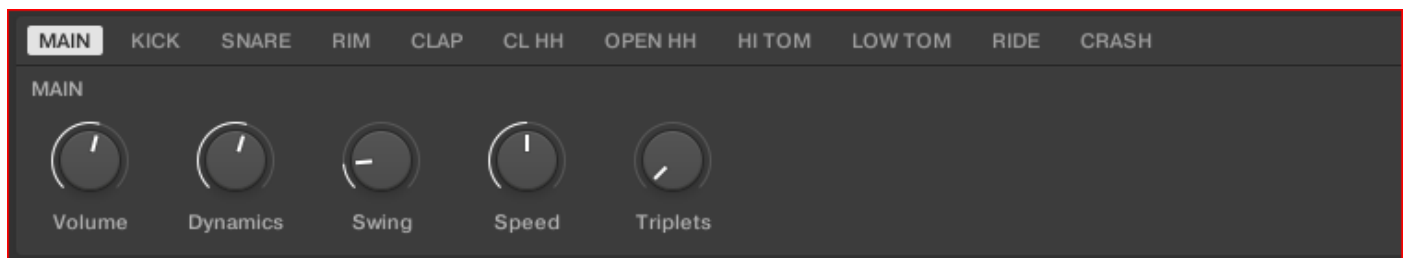 MAIN KICK SNARE RIM CLAP CL HH OPEN HH HI TOM LOW TOM RIDE CRASH
MAIN
Volume Dynamics Swing Speed Triplets